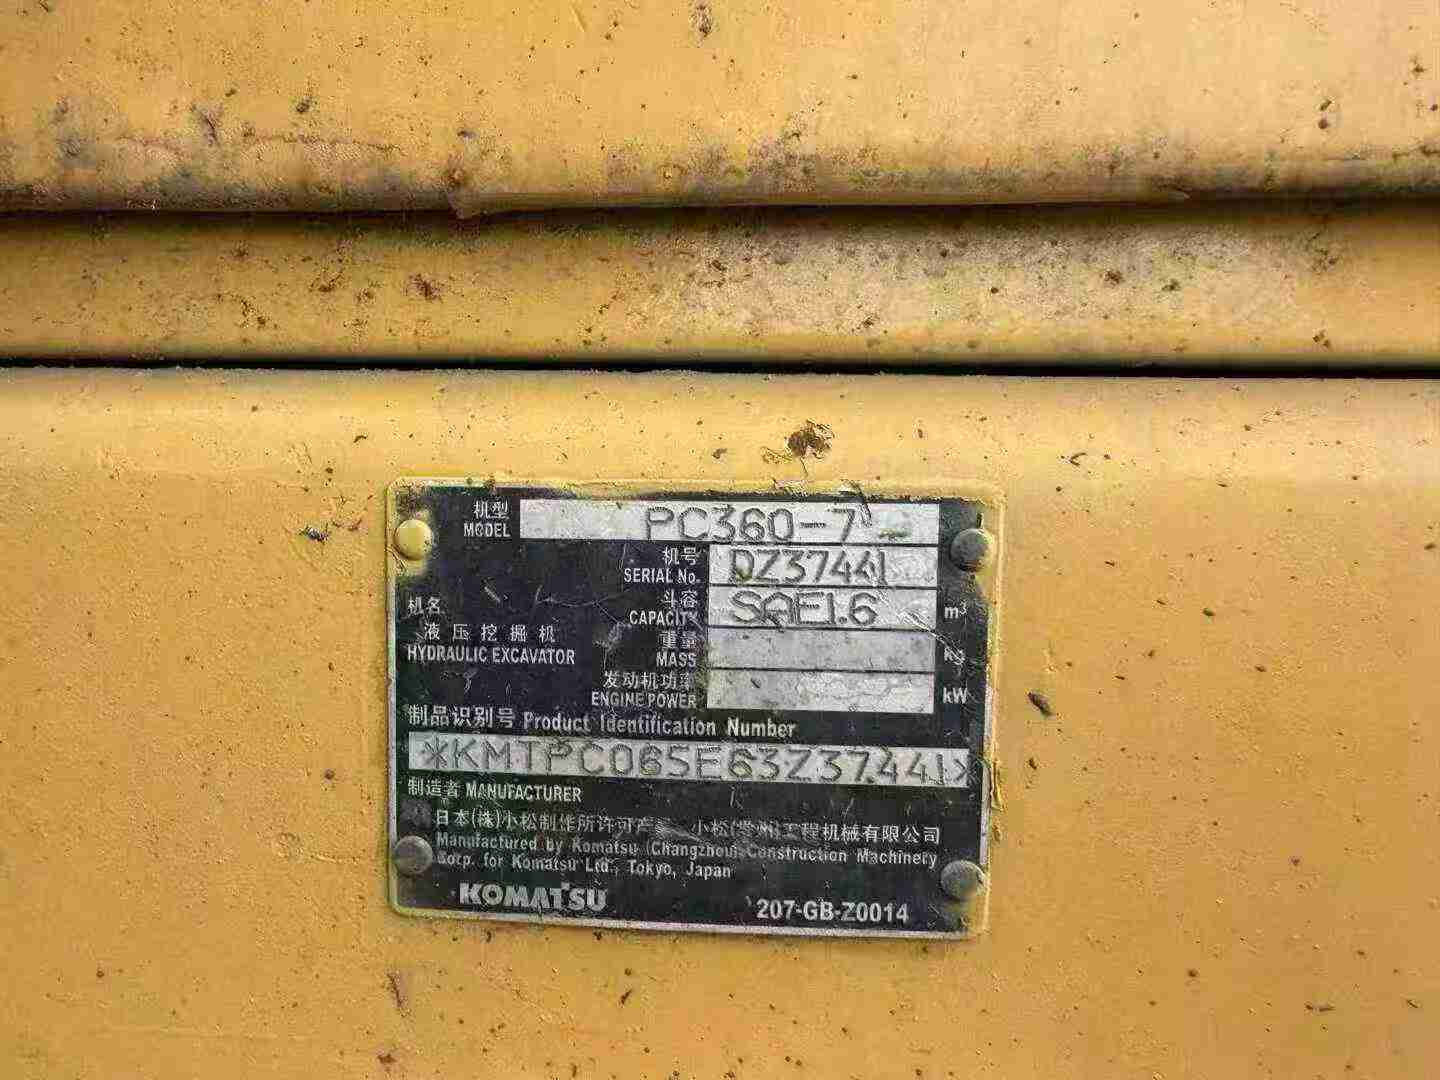 机型 MODEL PC360-7
机号 SERIAL No. DZ37441
斗容 CAPACITY SAE1.6 m³
机名
液压挖掘机
HYDRAULIC EXCAVATOR
重量 MASS kg
发动机功率 ENGINE POWER kW
制品识别号 Product Identification Number
*KMTPC065E63Z37441*
制造者 MANUFACTURER
日本(株)小松制作所许可产 小松(常州)工程机械有限公司
Manufactured by Komatsu (Changzhou) Construction Machinery
Corp. for Komatsu Ltd., Tokyo, Japan
KOMATSU 207-GB-Z0014